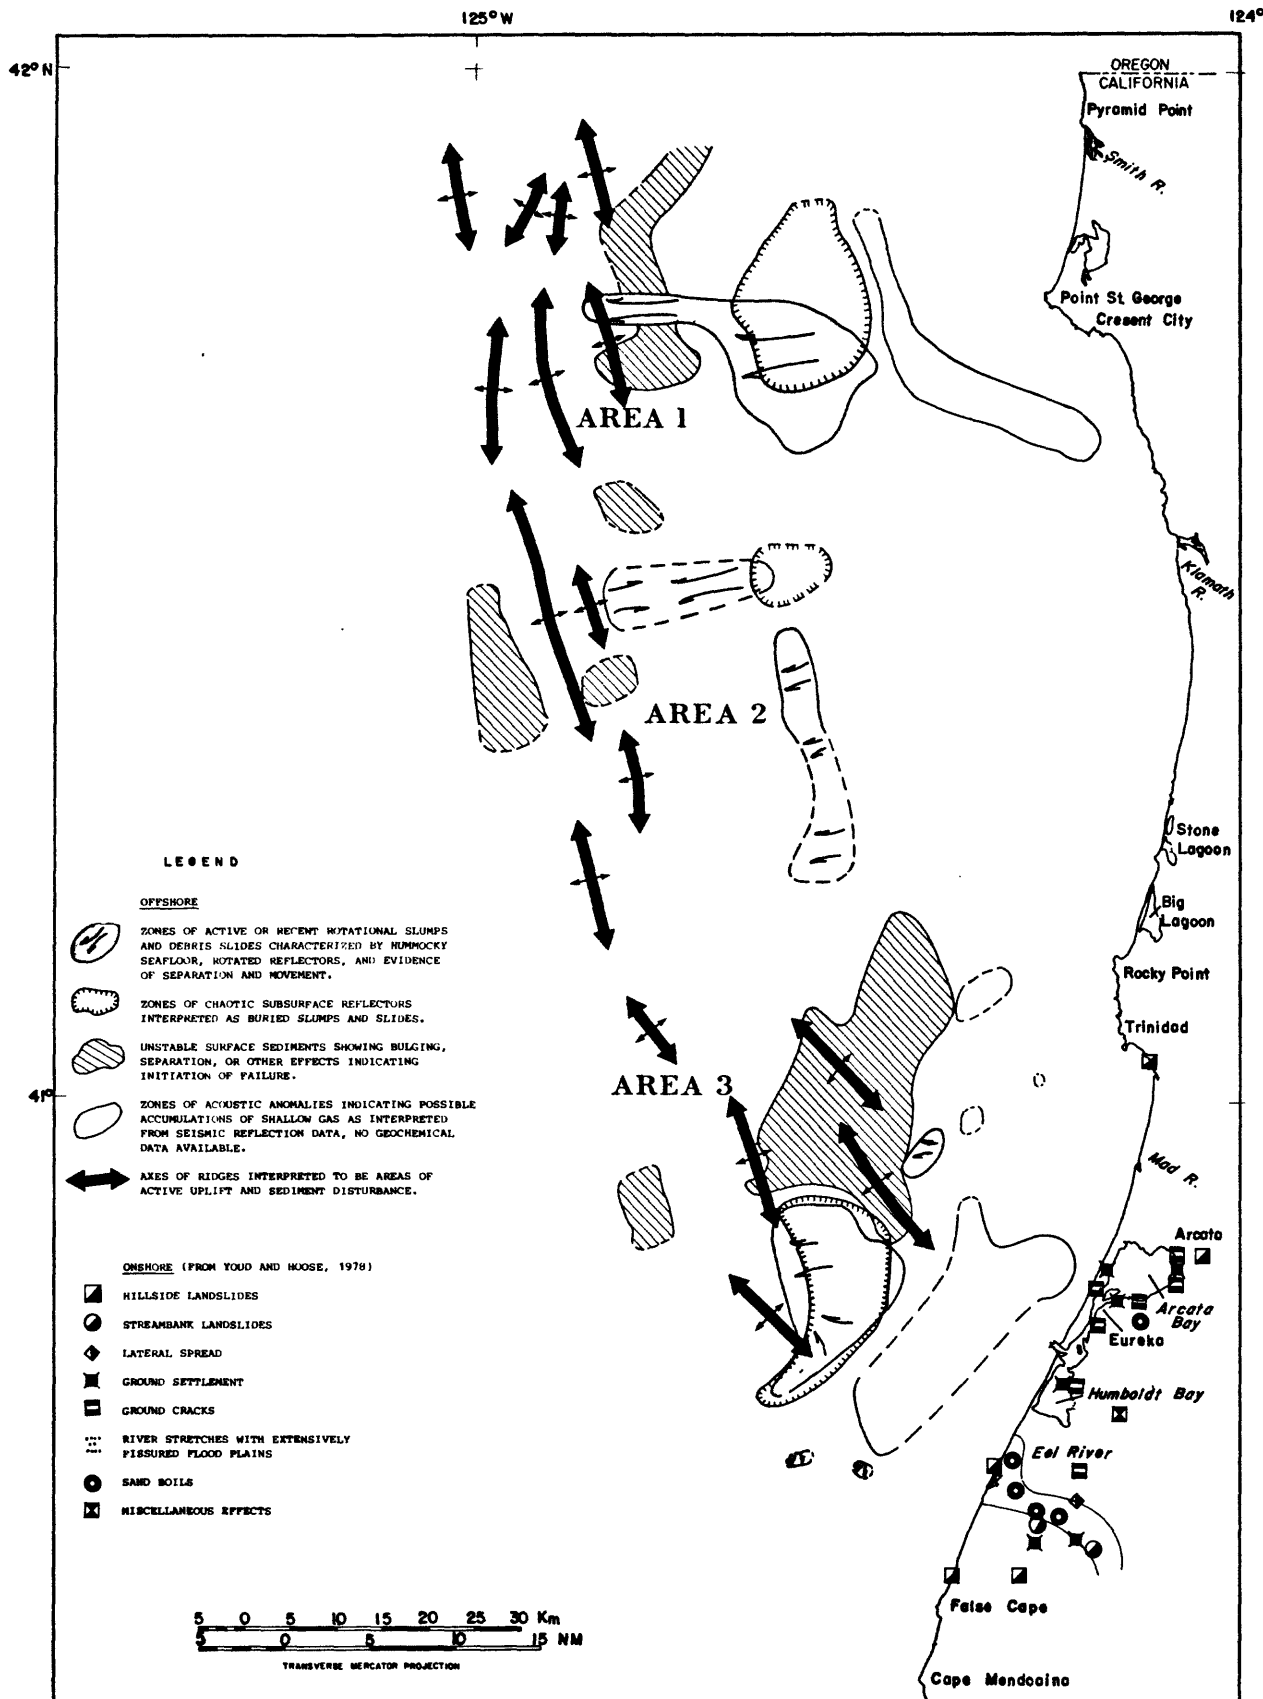 125° W
124°
42° N
OREGON
CALIFORNIA
Pyramid Point
Smith R.
Point St. George
Cresent City
AREA 1
Klamath
R.
AREA 2
Stone
Lagoon
Big
Lagoon
Rocky Point
Trinidad
AREA 3
41°
Mad R.
Arcata
Arcata
Bay
Eureka
Humboldt Bay
Eel River
False Cape
Cape Mendocino
LEGEND
OFFSHORE
ZONES OF ACTIVE OR RECENT ROTATIONAL SLUMPS
AND DEBRIS SLIDES CHARACTERIZED BY HUMMOCKY
SEAFLOOR, ROTATED REFLECTORS, AND EVIDENCE
OF SEPARATION AND MOVEMENT.
ZONES OF CHAOTIC SUBSURFACE REFLECTORS
INTERPRETED AS BURIED SLUMPS AND SLIDES.
UNSTABLE SURFACE SEDIMENTS SHOWING BULGING,
SEPARATION, OR OTHER EFFECTS INDICATING
INITIATION OF FAILURE.
ZONES OF ACOUSTIC ANOMALIES INDICATING POSSIBLE
ACCUMULATIONS OF SHALLOW GAS AS INTERPRETED
FROM SEISMIC REFLECTION DATA, NO GEOCHEMICAL
DATA AVAILABLE.
AXES OF RIDGES INTERPRETED TO BE AREAS OF
ACTIVE UPLIFT AND SEDIMENT DISTURBANCE.
ONSHORE (FROM YOUD AND HOOSE, 1978)
HILLSIDE LANDSLIDES
STREAMBANK LANDSLIDES
LATERAL SPREAD
GROUND SETTLEMENT
GROUND CRACKS
RIVER STRETCHES WITH EXTENSIVELY
FISSURED FLOOD PLAINS
SAND BOILS
MISCELLANEOUS EFFECTS
5 0 5 10 15 20 25 30 Km
5 0 5 10 15 NM
TRANSVERSE MERCATOR PROJECTION